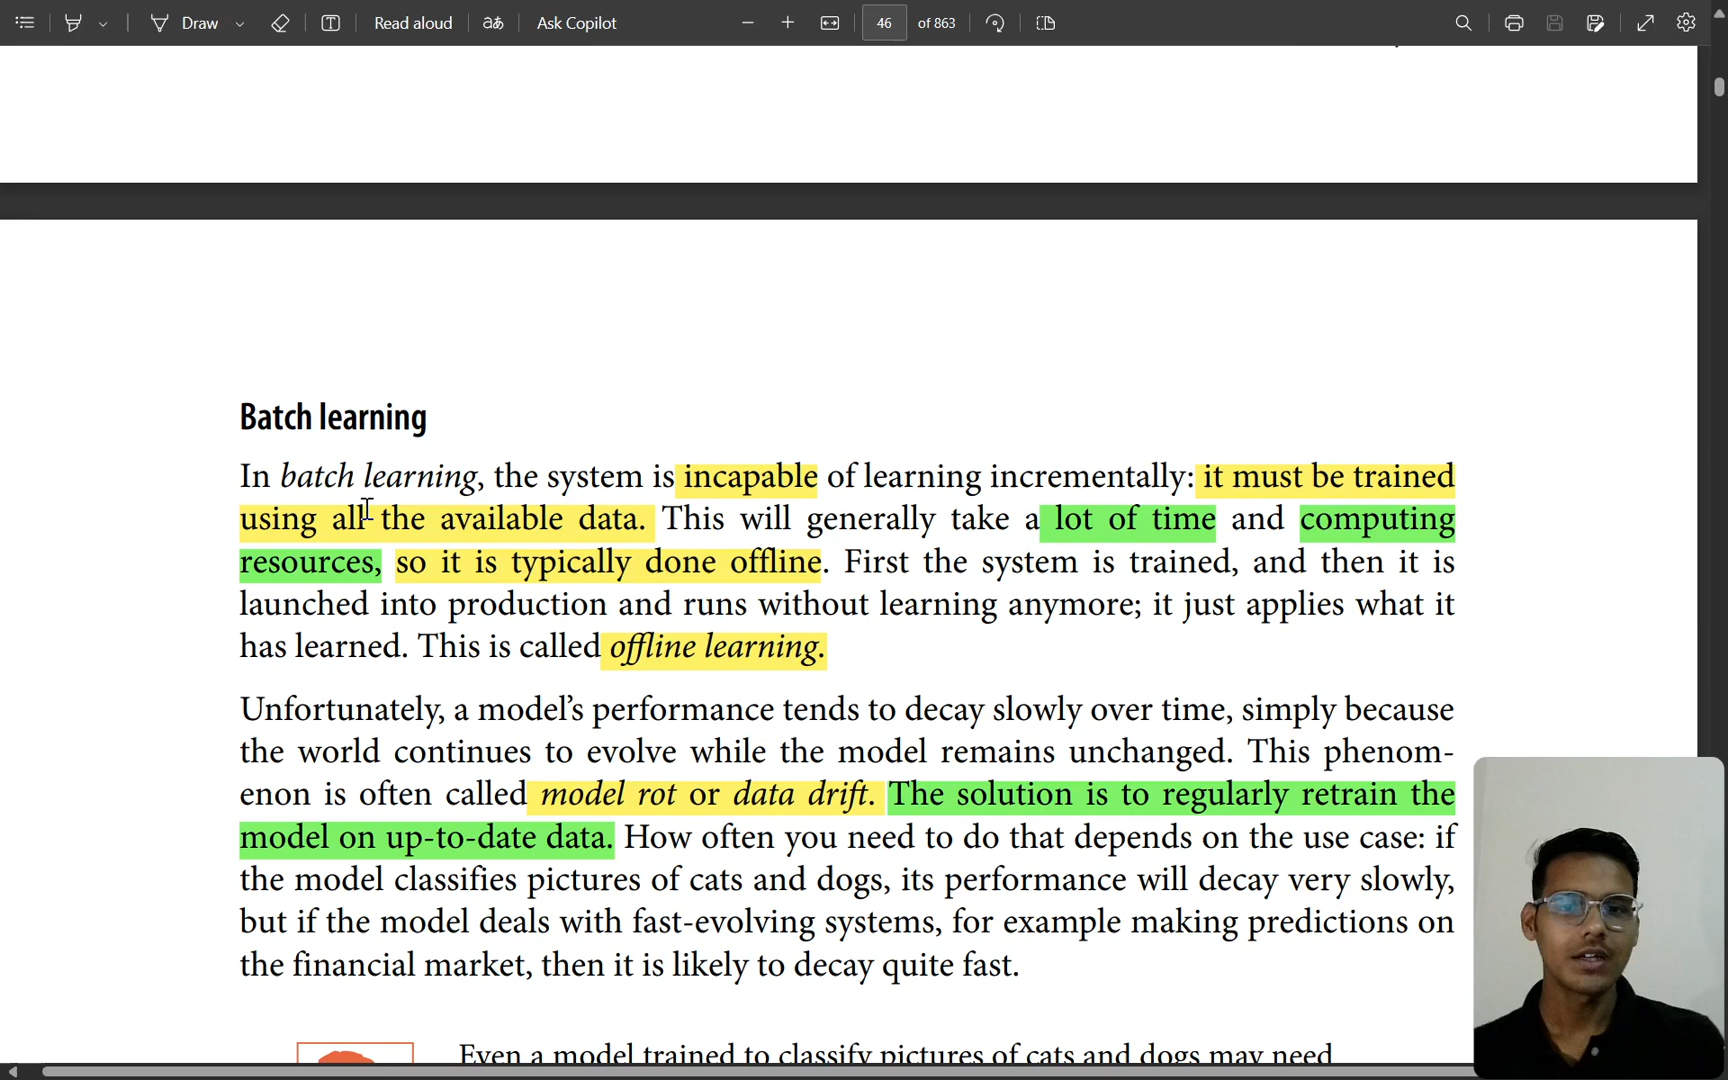 Draw
Read aloud
aあ
Ask Copilot
46
of 863
Batch learning
In batch learning, the system is incapable of learning incrementally: it must be trained
using all the available data. This will generally take a lot of time and computing
resources, so it is typically done offline. First the system is trained, and then it is
launched into production and runs without learning anymore; it just applies what it
has learned. This is called offline learning.
Unfortunately, a model’s performance tends to decay slowly over time, simply because
the world continues to evolve while the model remains unchanged. This phenom-
enon is often called model rot or data drift. The solution is to regularly retrain the
model on up-to-date data. How often you need to do that depends on the use case: if
the model classifies pictures of cats and dogs, its performance will decay very slowly,
but if the model deals with fast-evolving systems, for example making predictions on
the financial market, then it is likely to decay quite fast.
Even a model trained to classify pictures of cats and dogs may need